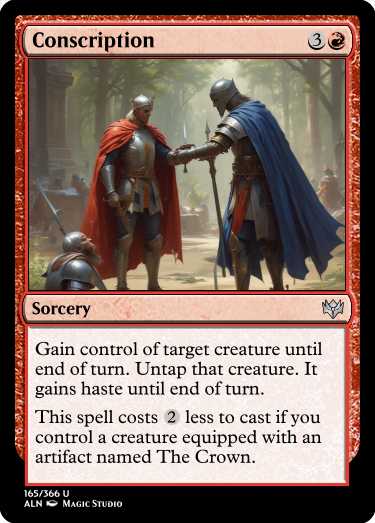 Conscription 3
Sorcery
Gain control of target creature until
end of turn. Untap that creature. It
gains haste until end of turn.
This spell costs 2 less to cast if you
control a creature equipped with an
artifact named The Crown.
165/366 U
ALN Magic Studio